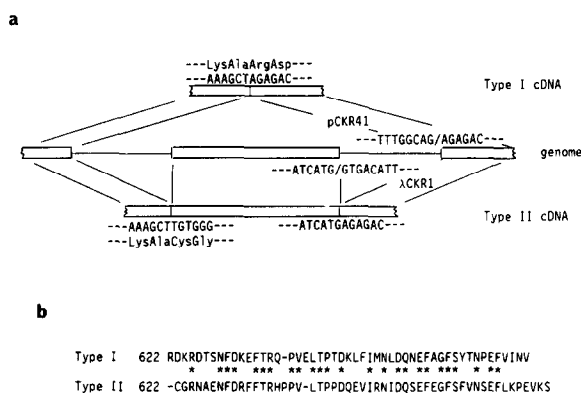 a
---LysAlaArgAsp---
---AAAGCTAGAGAC---
Type I cDNA
pCKR41
---TTTGGCAG/AGAGAC---
genome
---ATCATG/GTGACATT---
λCKR1
Type II cDNA
---AAAGCTTGTGGG---
---ATCATGAGAGAC---
---LysAlaCysGly---
b
Type I 622 RDKRDTSNFDKEFTRQ-PVELTPTDKLFIMNLDQNEFAGFSYTNPEFVINV
* *** *** ** *** * * * ** ** ** * **
Type II 622 -CGRNAENFDRFFTRHPPV-LTPPDQEVIRNIDQSEFEGFSFVNSEFLKPEVKS